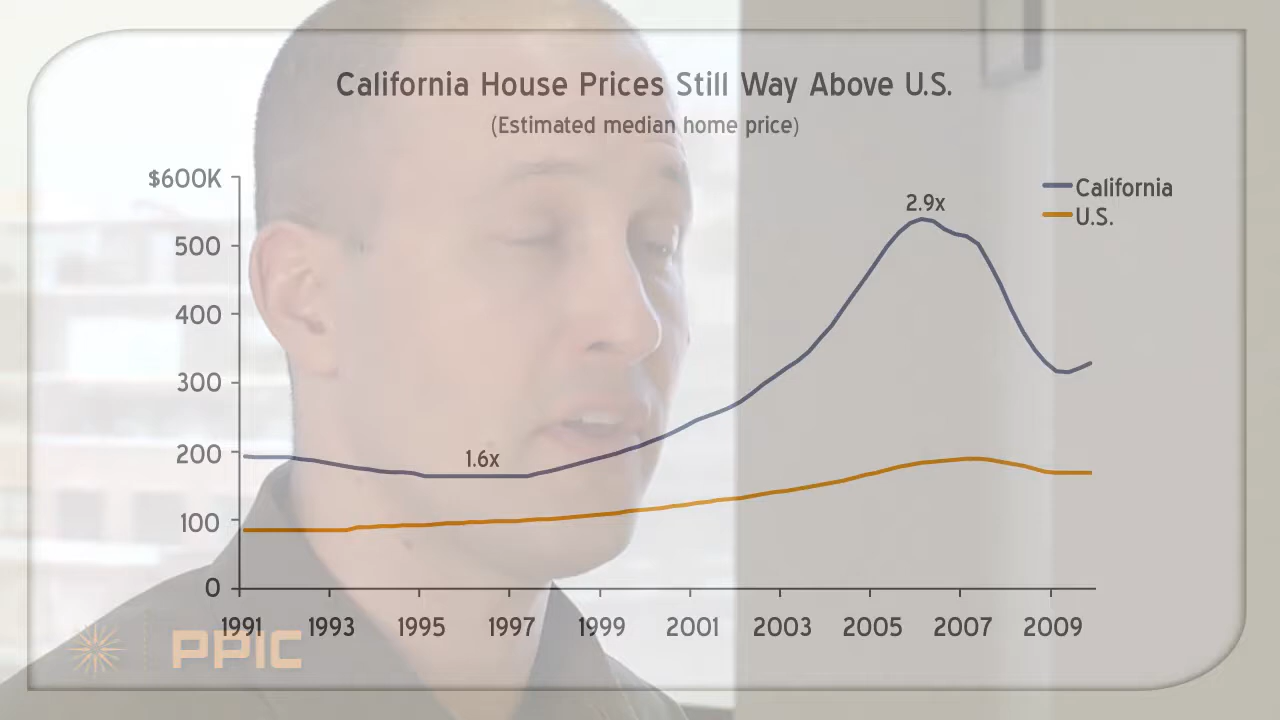 California House Prices Still Way Above U.S.
(Estimated median home price)
$600K
500
400
300
200
100
0
2.9x
1.6x
California
U.S.
1991 1993 1995 1997 1999 2001 2003 2005 2007 2009
PPIC